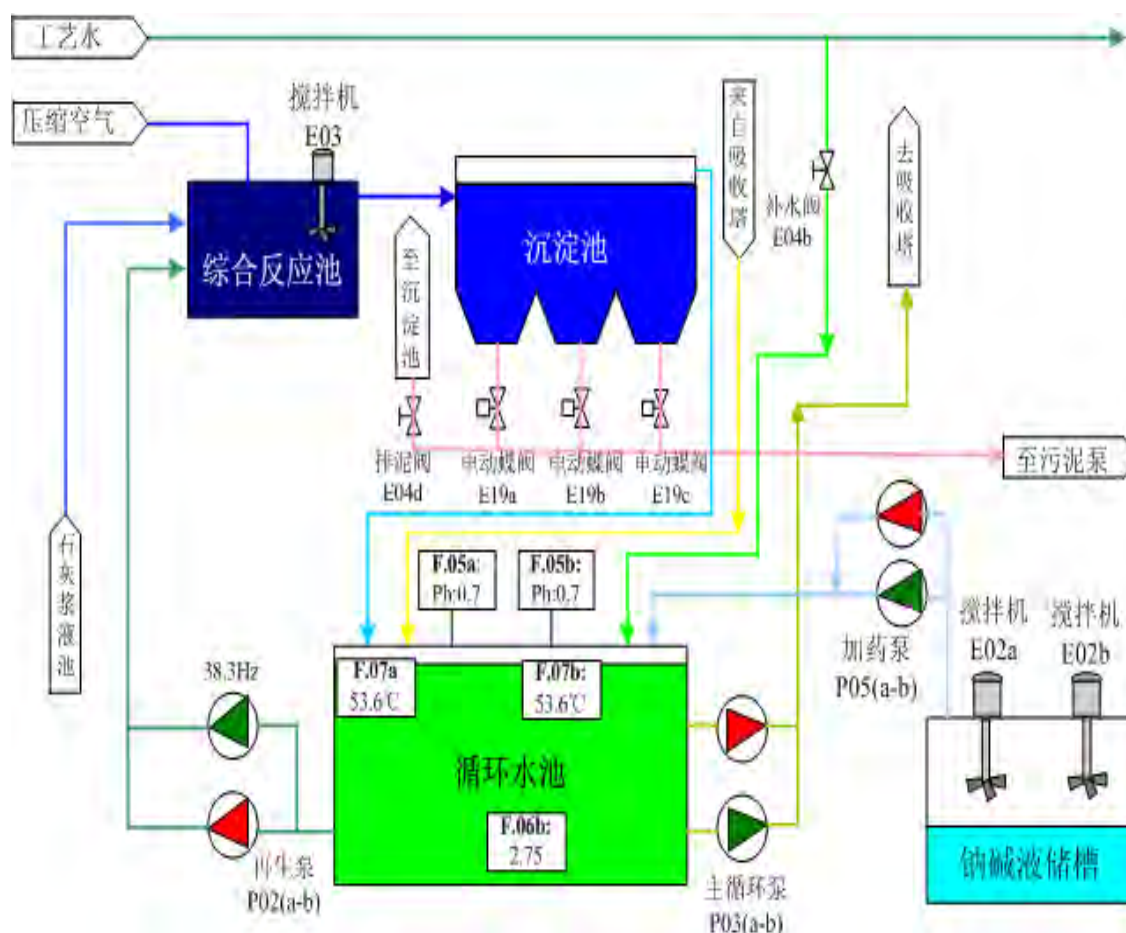 工艺水
压缩空气
搅拌机
E03
来自吸收塔
去吸收塔
补水阀
E04b
综合反应池
沉淀池
至沉淀池
排泥阀
E04d
电动蝶阀
E19a
电动蝶阀
E19b
电动蝶阀
E19c
至污泥泵
石灰浆液池
F.05a:
Ph:0.7
F.05b:
Ph:0.7
加药泵
P05(a-b)
搅拌机
E02a
搅拌机
E02b
38.3Hz
F.07a
53.6℃
F.07b:
53.6℃
循环水池
F.06b:
2.75
再生泵
P02(a-b)
主循环泵
P03(a-b)
钠碱液储槽